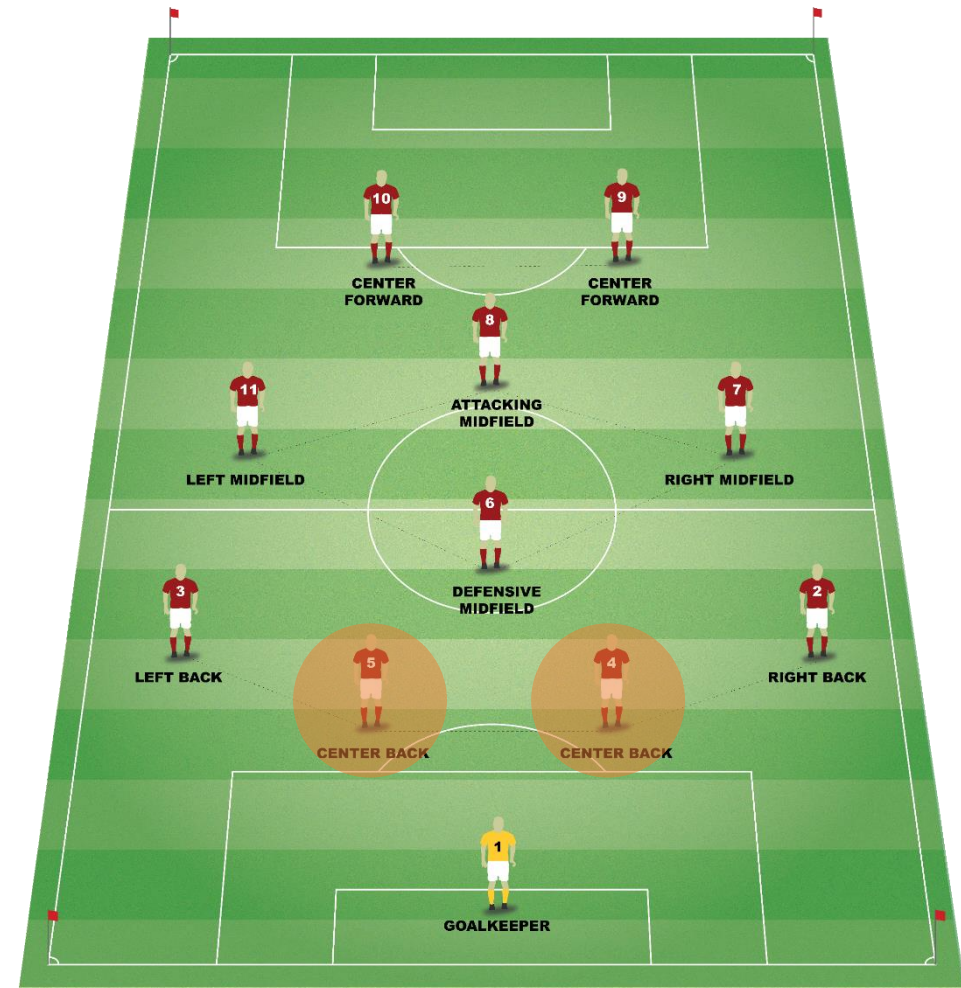 10
9
CENTER
FORWARD
CENTER
FORWARD
8
11
7
ATTACKING
MIDFIELD
LEFT MIDFIELD
RIGHT MIDFIELD
6
3
2
DEFENSIVE
MIDFIELD
5
4
LEFT BACK
RIGHT BACK
CENTER BACK
CENTER BACK
1
GOALKEEPER